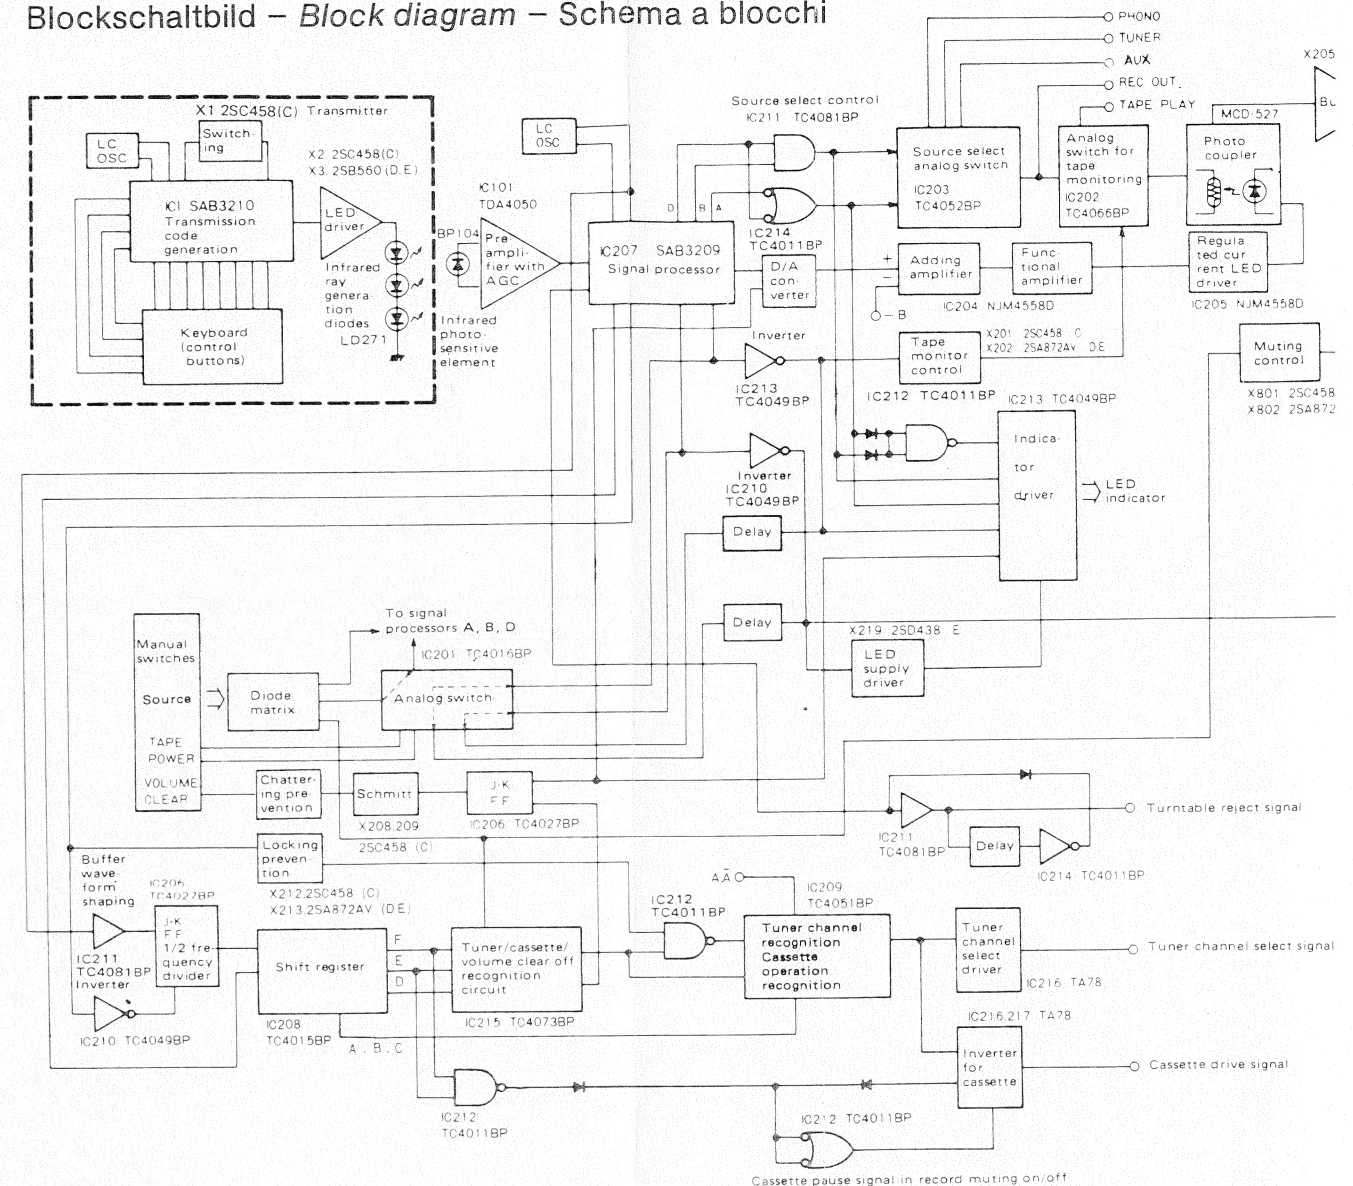 Blockschaltbild – Block diagram – Schema a blocchi
PHONO
TUNER
AUX
REC OUT.
TAPE PLAY
X205
Bu
MCD-527
Photo
coupler
X1 2SC458(C) Transmitter
LC
OSC
Switch-
ing
X2. 2SC458(C)
X3. 2SB560(D.E)
IC1 SAB3210
Transmission
code
generation
LED
driver
Infrared
ray
genera-
tion
diodes
LD271
Keyboard
(control
buttons)
BP104
Infrared
photo-
sensitive
element
IC101
TDA4050
Pre-
ampli-
fier with
AGC
LC
OSC
IC207 SAB3209
Signal processor
D
B
A
Source select control
IC211 TC4081BP
IC214
TC4011BP
Source select
analog switch
IC203
TC4052BP
Analog
switch for
tape
monitoring
IC202
TC4066BP
D/A
con-
verter
+
−
−B
Adding
amplifier
Func-
tional
amplifier
IC204 NJM4558D
Regula
ted cur
rent LED
driver
IC205 NJM4558D
Inverter
IC213
TC4049BP
Tape
monitor
control
X201 2SC458 C
X202 2SA872AV D.E
IC212 TC4011BP
Muting
control
X801 2SC458
X802 2SA872
IC213 TC4049BP
Indica-
tor
driver
LED
indicator
Inverter
IC210
TC4049BP
Delay
Delay
X219 2SD438 E
LED
supply
driver
Manual
switches
Source
TAPE
POWER
VOLUME
CLEAR
Diode
matrix
To signal
processors A, B, D
IC201 TC4016BP
Analog switch
Chatter-
ing pre-
vention
Schmitt
X208,209
2SC458 (C)
J-K
FF
IC206 TC4027BP
Locking
preven-
tion
X212.2SC458 (C)
X213.2SA872AV (D.E)
IC211
TC4081BP
Delay
IC214 TC4011BP
Turntable reject signal
Buffer
wave-
form
shaping
IC206
TC4027BP
J-K
FF
1/2 fre-
quency
divider
IC211
TC4081BP
Inverter
IC210 TC4049BP
Shift register
IC208
TC4015BP
F
E
D
A . B . C
Tuner/cassette/
volume clear off
recognition
circuit
IC215 TC4073BP
IC212
TC4011BP
AĀ
IC209
TC4051BP
Tuner channel
recognition
Cassette
operation
recognition
Tuner
channel
select
driver
IC216 TA78
Tuner channel select signal
IC216,217 TA78
Inverter
for
cassette
Cassette drive signal
IC212
TC4011BP
IC212 TC4011BP
Cassette pause signal in record muting on/off